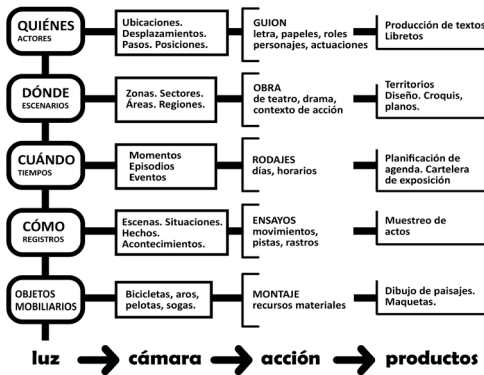 QUIÉNES
ACTORES
Ubicaciones.
Desplazamientos.
Pasos. Posiciones.
GUION
letra, papeles, roles
personajes, actuaciones
Producción de textos
Libretos
DÓNDE
ESCENARIOS
Zonas. Sectores.
Áreas. Regiones.
OBRA
de teatro, drama,
contexto de acción
Territorios
Diseño. Croquis,
planos.
CUÁNDO
TIEMPOS
Momentos
Episodios
Eventos
RODAJES
días, horarios
Planificación de
agenda. Cartelera
de exposición
CÓMO
REGISTROS
Escenas. Situaciones.
Hechos.
Acontecimientos.
ENSAYOS
movimientos,
pistas, rastros
Muestreo de
actos
OBJETOS
MOBILIARIOS
Bicicletas, aros,
pelotas, sogas.
MONTAJE
recursos materiales
Dibujo de paisajes.
Maquetas.
luz cámara acción productos